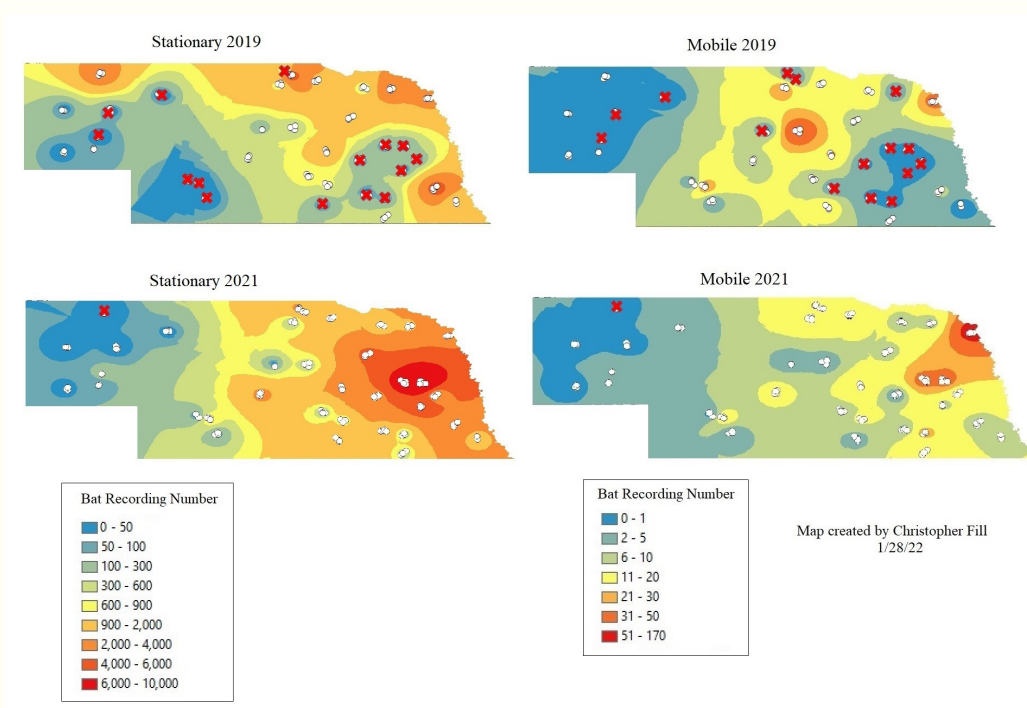 Stationary 2019
Mobile 2019
Stationary 2021
Mobile 2021
Bat Recording Number
0 - 50
50 - 100
100 - 300
300 - 600
600 - 900
900 - 2,000
2,000 - 4,000
4,000 - 6,000
6,000 - 10,000
Bat Recording Number
0 - 1
2 - 5
6 - 10
11 - 20
21 - 30
31 - 50
51 - 170
Map created by Christopher Fill
1/28/22